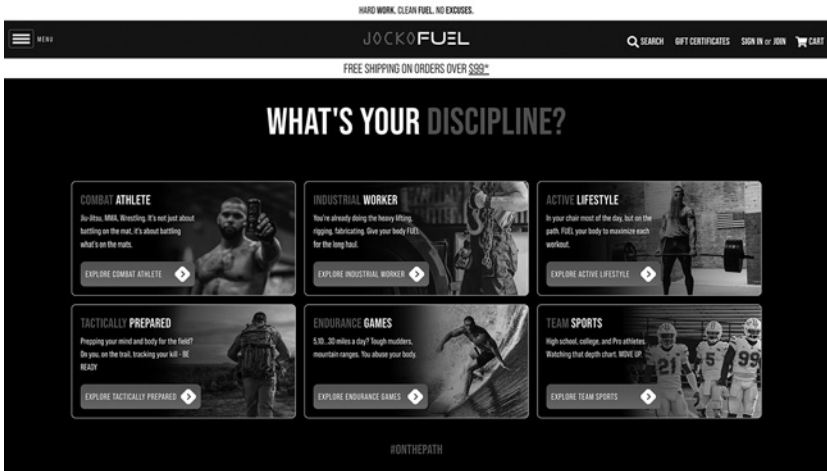 HARD WORK. CLEAN FUEL. NO EXCUSES.
MENU
JOCKOFUEL
SEARCH
GIFT CERTIFICATES
SIGN IN or JOIN
CART
FREE SHIPPING ON ORDERS OVER $99*
WHAT'S YOUR DISCIPLINE?
COMBAT ATHLETE
Jiu-Jitsu, MMA, Wrestling. It's not just about
battling on the mat, it's about battling
what's on the mats.
EXPLORE COMBAT ATHLETE
INDUSTRIAL WORKER
You're already doing the heavy lifting,
rigging, fabricating. Give your body FUEL
for the long haul.
EXPLORE INDUSTRIAL WORKER
ACTIVE LIFESTYLE
In your chair most of the day, but on the
path. FUEL your body to maximize each
workout.
EXPLORE ACTIVE LIFESTYLE
TACTICALLY PREPARED
Prepping your mind and body for the field?
On you, on the trail, tracking your kill - BE
READY
EXPLORE TACTICALLY PREPARED
ENDURANCE GAMES
5,10...30 miles a day? Tough mudders,
mountain ranges. You abuse your body.
EXPLORE ENDURANCE GAMES
TEAM SPORTS
High school, college, and Pro athletes.
Watching that depth chart. MOVE UP.
EXPLORE TEAM SPORTS
21
5
99
#ONTHEPATH